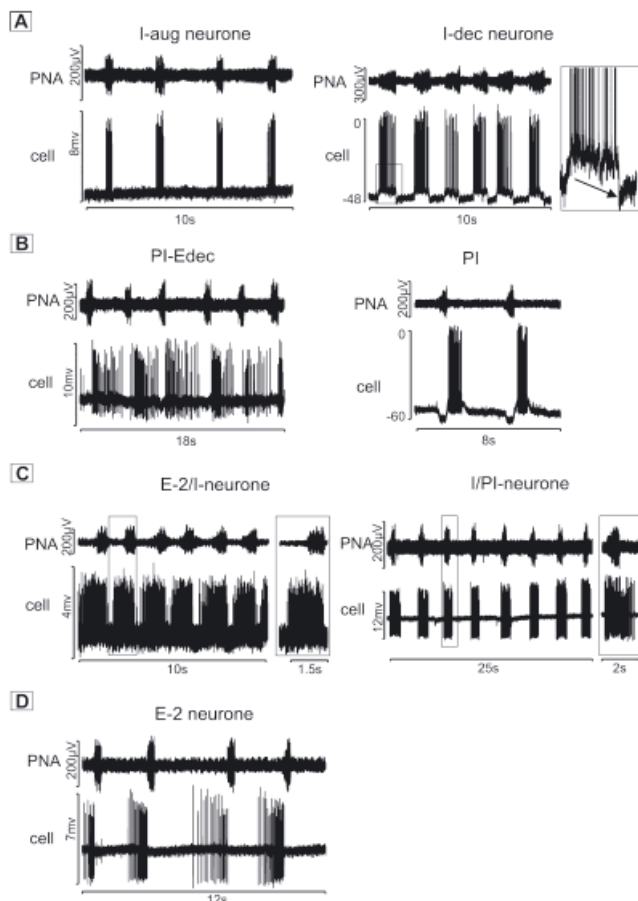 A
I-aug neurone
I-dec neurone
PNA
200µV
PNA
300µV
cell
8mv
cell
0
-48
10s
10s
B
PI-Edec
PI
PNA
200µV
PNA
200µV
cell
10mv
cell
0
-60
18s
8s
C
E-2/I-neurone
I/PI-neurone
PNA
200µV
PNA
200µV
cell
4mv
cell
12mv
10s
1.5s
25s
2s
D
E-2 neurone
PNA
200µV
cell
7mv
12s